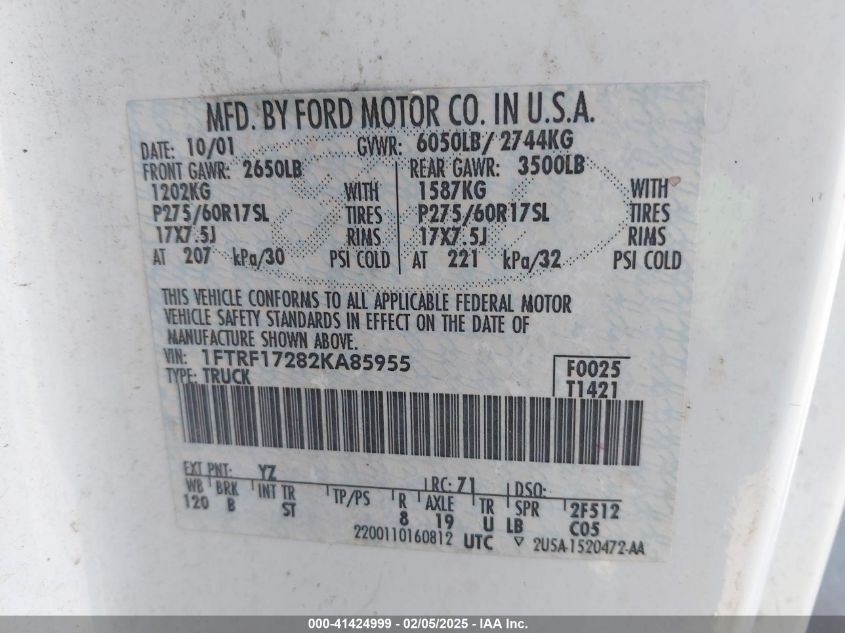 MFD. BY FORD MOTOR CO. IN U.S.A.
DATE: 10/01 GVWR: 6050LB/ 2744KG
FRONT GAWR: 2650LB REAR GAWR: 3500LB
1202KG WITH 1587KG WITH
P275/60R17SL TIRES P275/60R17SL TIRES
17X7.5J RIMS 17X7.5J RIMS
AT 207 kPa/30 PSI COLD AT 221 kPa/32 PSI COLD
THIS VEHICLE CONFORMS TO ALL APPLICABLE FEDERAL MOTOR
VEHICLE SAFETY STANDARDS IN EFFECT ON THE DATE OF
MANUFACTURE SHOWN ABOVE.
VIN: 1FTRF17282KA85955 F0025
TYPE: TRUCK T1421
EXT PNT: YZ RC: 71 DSO:
WB BRK INT TR TP/PS R AXLE TR SPR 2F512
120 B ST 8 19 U LB C05
2200110160812 UTC ▽ 2USA-1520472-AA
000-41424999 - 02/05/2025 - IAA Inc.